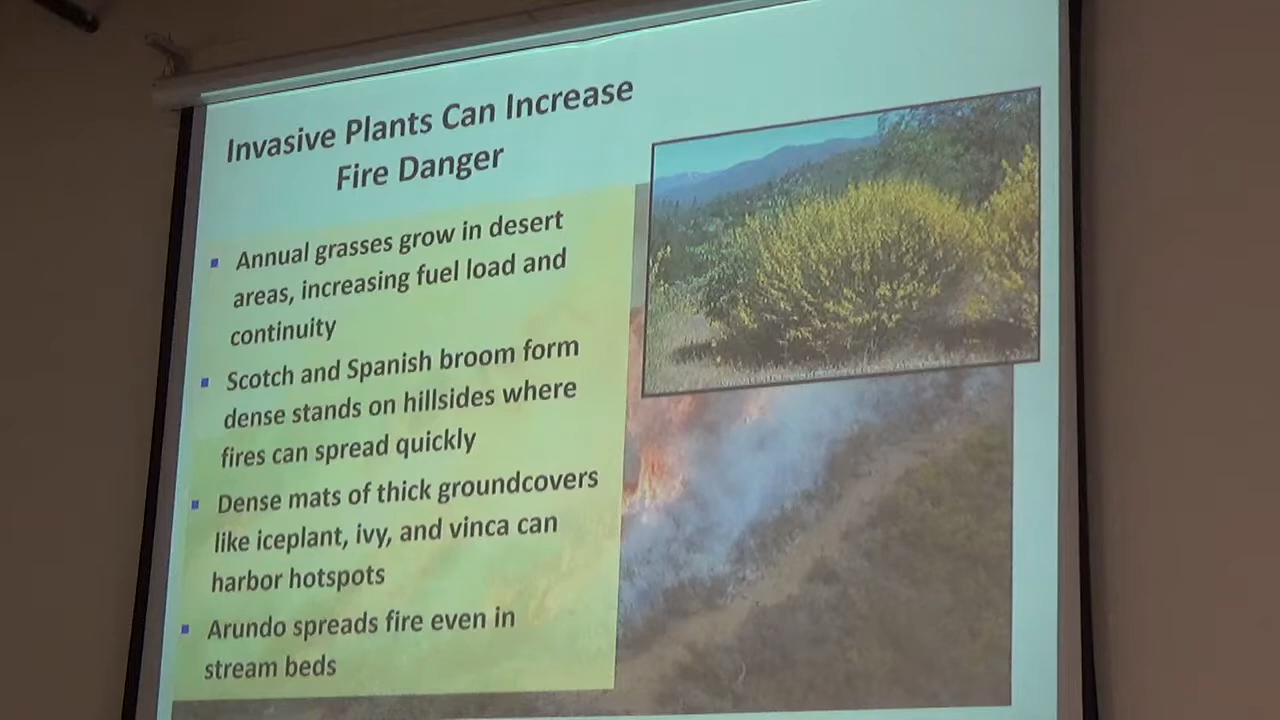 Invasive Plants Can Increase
Fire Danger
▪ Annual grasses grow in desert
areas, increasing fuel load and
continuity
▪ Scotch and Spanish broom form
dense stands on hillsides where
fires can spread quickly
▪ Dense mats of thick groundcovers
like iceplant, ivy, and vinca can
harbor hotspots
▪ Arundo spreads fire even in
stream beds